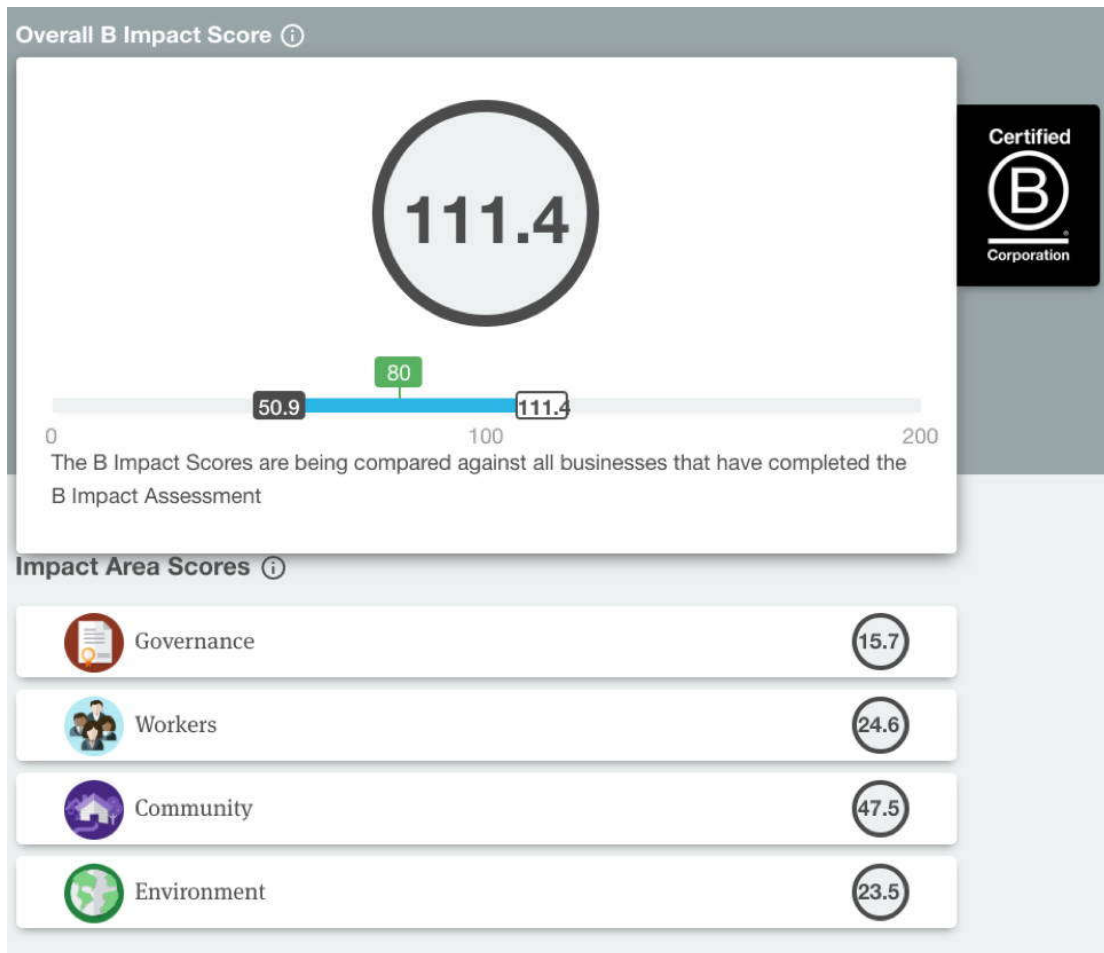 Overall B Impact Score
111.4
Certified
B
Corporation
80
50.9
111.4
0
100
200
The B Impact Scores are being compared against all businesses that have completed the
B Impact Assessment
Impact Area Scores
Governance
15.7
Workers
24.6
Community
47.5
Environment
23.5